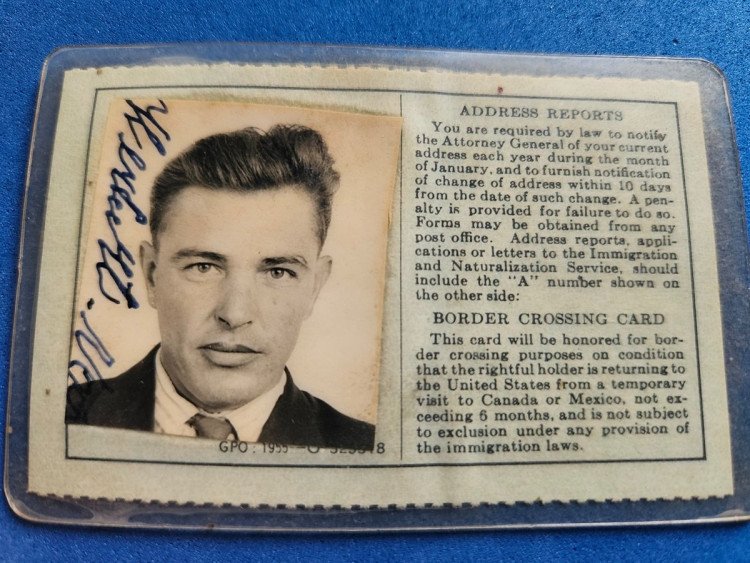 ADDRESS REPORTS
You are required by law to notify
the Attorney General of your current
address each year during the month
of January, and to furnish notification
of change of address within 10 days
from the date of such change. A pen-
alty is provided for failure to do so.
Forms may be obtained from any
post office. Address reports, appli-
cations or letters to the Immigration
and Naturalization Service, should
include the "A" number shown on
the other side:
BORDER CROSSING CARD
This card will be honored for bor-
der crossing purposes on condition
that the rightful holder is returning to
the United States from a temporary
visit to Canada or Mexico, not ex-
ceeding 6 months, and is not subject
to exclusion under any provision of
the immigration laws.
GPO : 1955